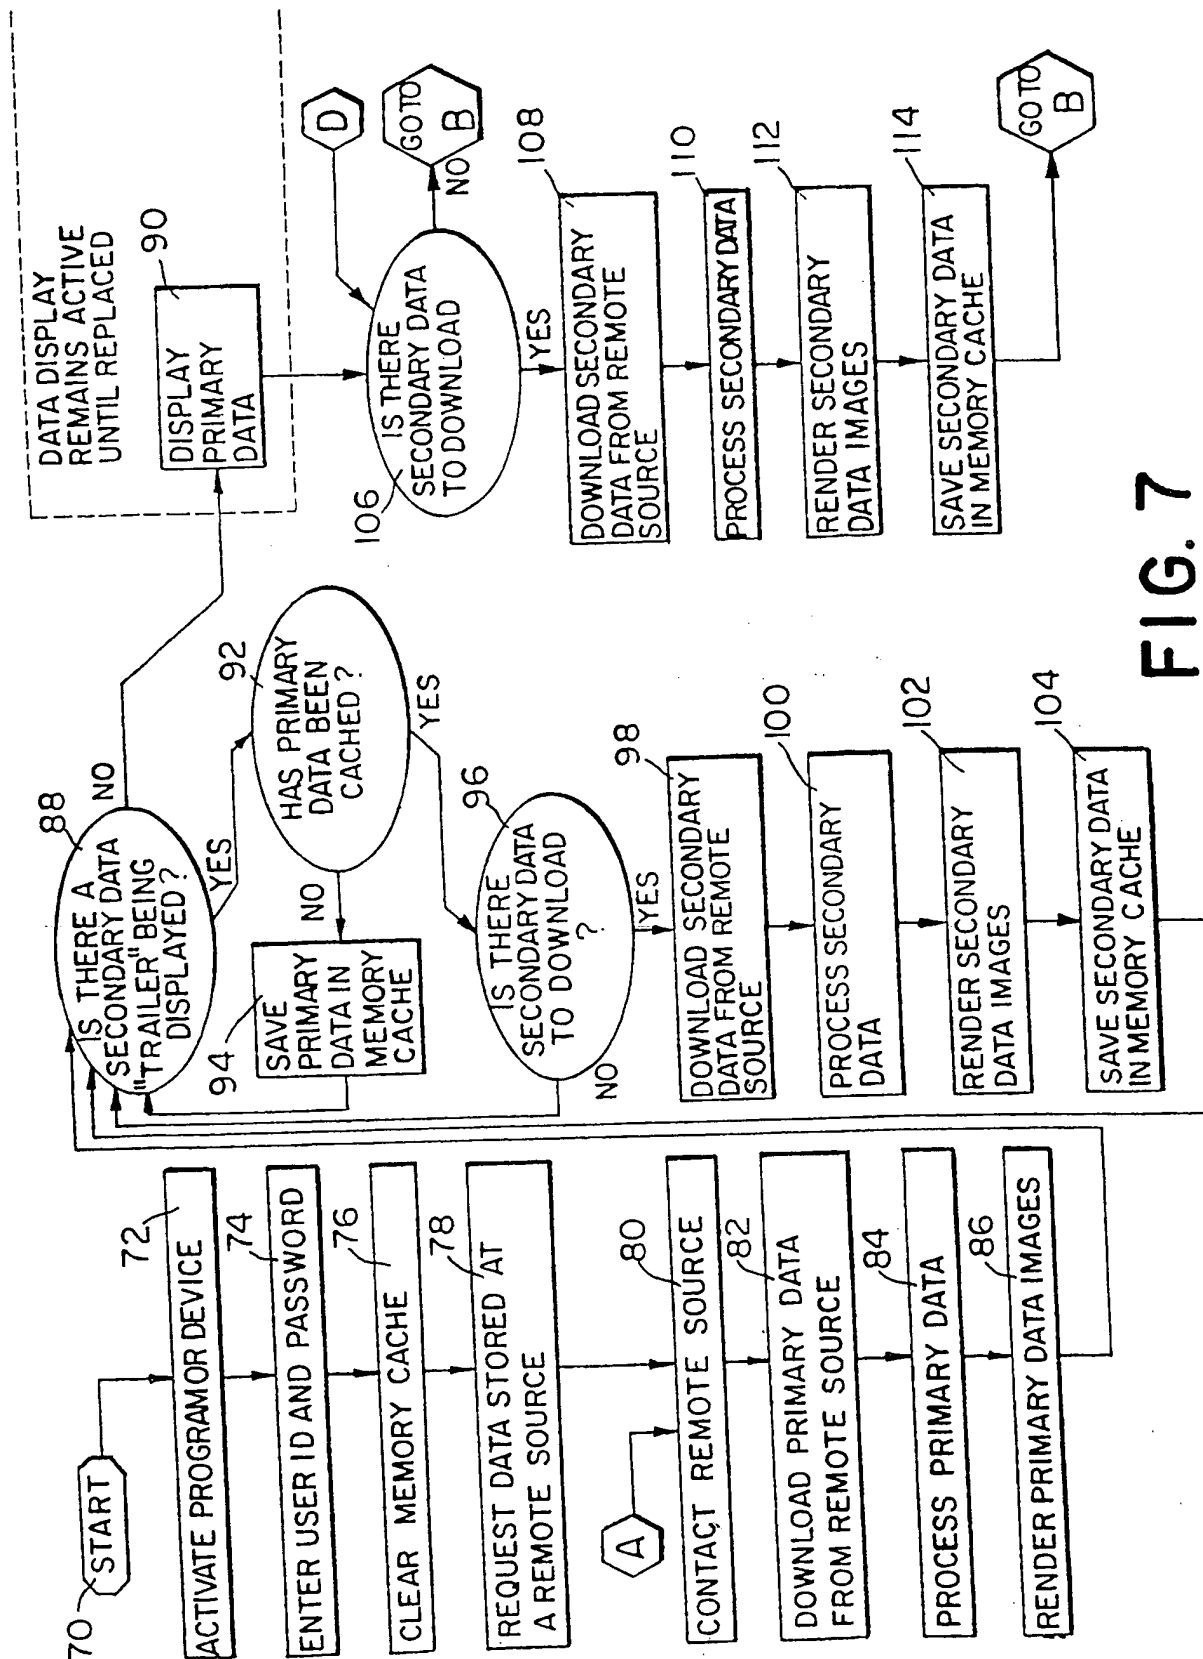 70
START
72
ACTIVATE PROGRAM OR DEVICE
74
ENTER USER ID AND PASSWORD
76
CLEAR MEMORY CACHE
78
REQUEST DATA STORED AT
A REMOTE SOURCE
A
80
CONTACT REMOTE SOURCE
82
DOWNLOAD PRIMARY DATA
FROM REMOTE SOURCE
84
PROCESS PRIMARY DATA
86
RENDER PRIMARY DATA IMAGES
88
IS THERE A
SECONDARY DATA
"TRAILER" BEING
DISPLAYED?
NO
YES
92
HAS PRIMARY
DATA BEEN
CACHED?
NO
YES
94
SAVE
PRIMARY
DATA IN
MEMORY
CACHE
96
IS THERE
SECONDARY DATA
TO DOWNLOAD
?
NO
YES
98
DOWNLOAD SECONDARY
DATA FROM REMOTE
SOURCE
100
PROCESS SECONDARY
DATA
102
RENDER SECONDARY
DATA IMAGES
104
SAVE SECONDARY DATA
IN MEMORY CACHE
DATA DISPLAY
REMAINS ACTIVE
UNTIL REPLACED
90
DISPLAY
PRIMARY
DATA
D
106
IS THERE
SECONDARY DATA
TO DOWNLOAD
NO
GO TO
B
YES
108
DOWNLOAD SECONDARY
DATA FROM REMOTE
SOURCE
110
PROCESS SECONDARY DATA
112
RENDER SECONDARY
DATA IMAGES
114
SAVE SECONDARY DATA
IN MEMORY CACHE
GO TO
B
FIG. 7